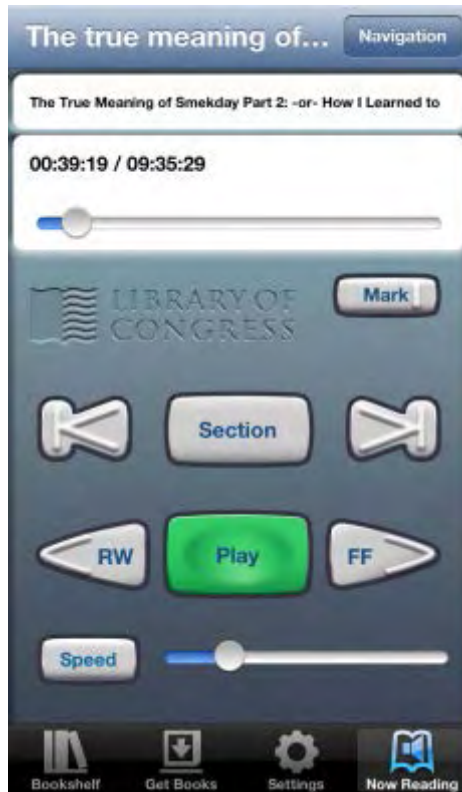 The true meaning of... Navigation
The True Meaning of Smekday Part 2: -or- How I Learned to
00:39:19 / 09:35:29
LIBRARY OF
CONGRESS
Mark
Section
RW Play FF
Speed
Bookshelf Get Books Settings Now Reading